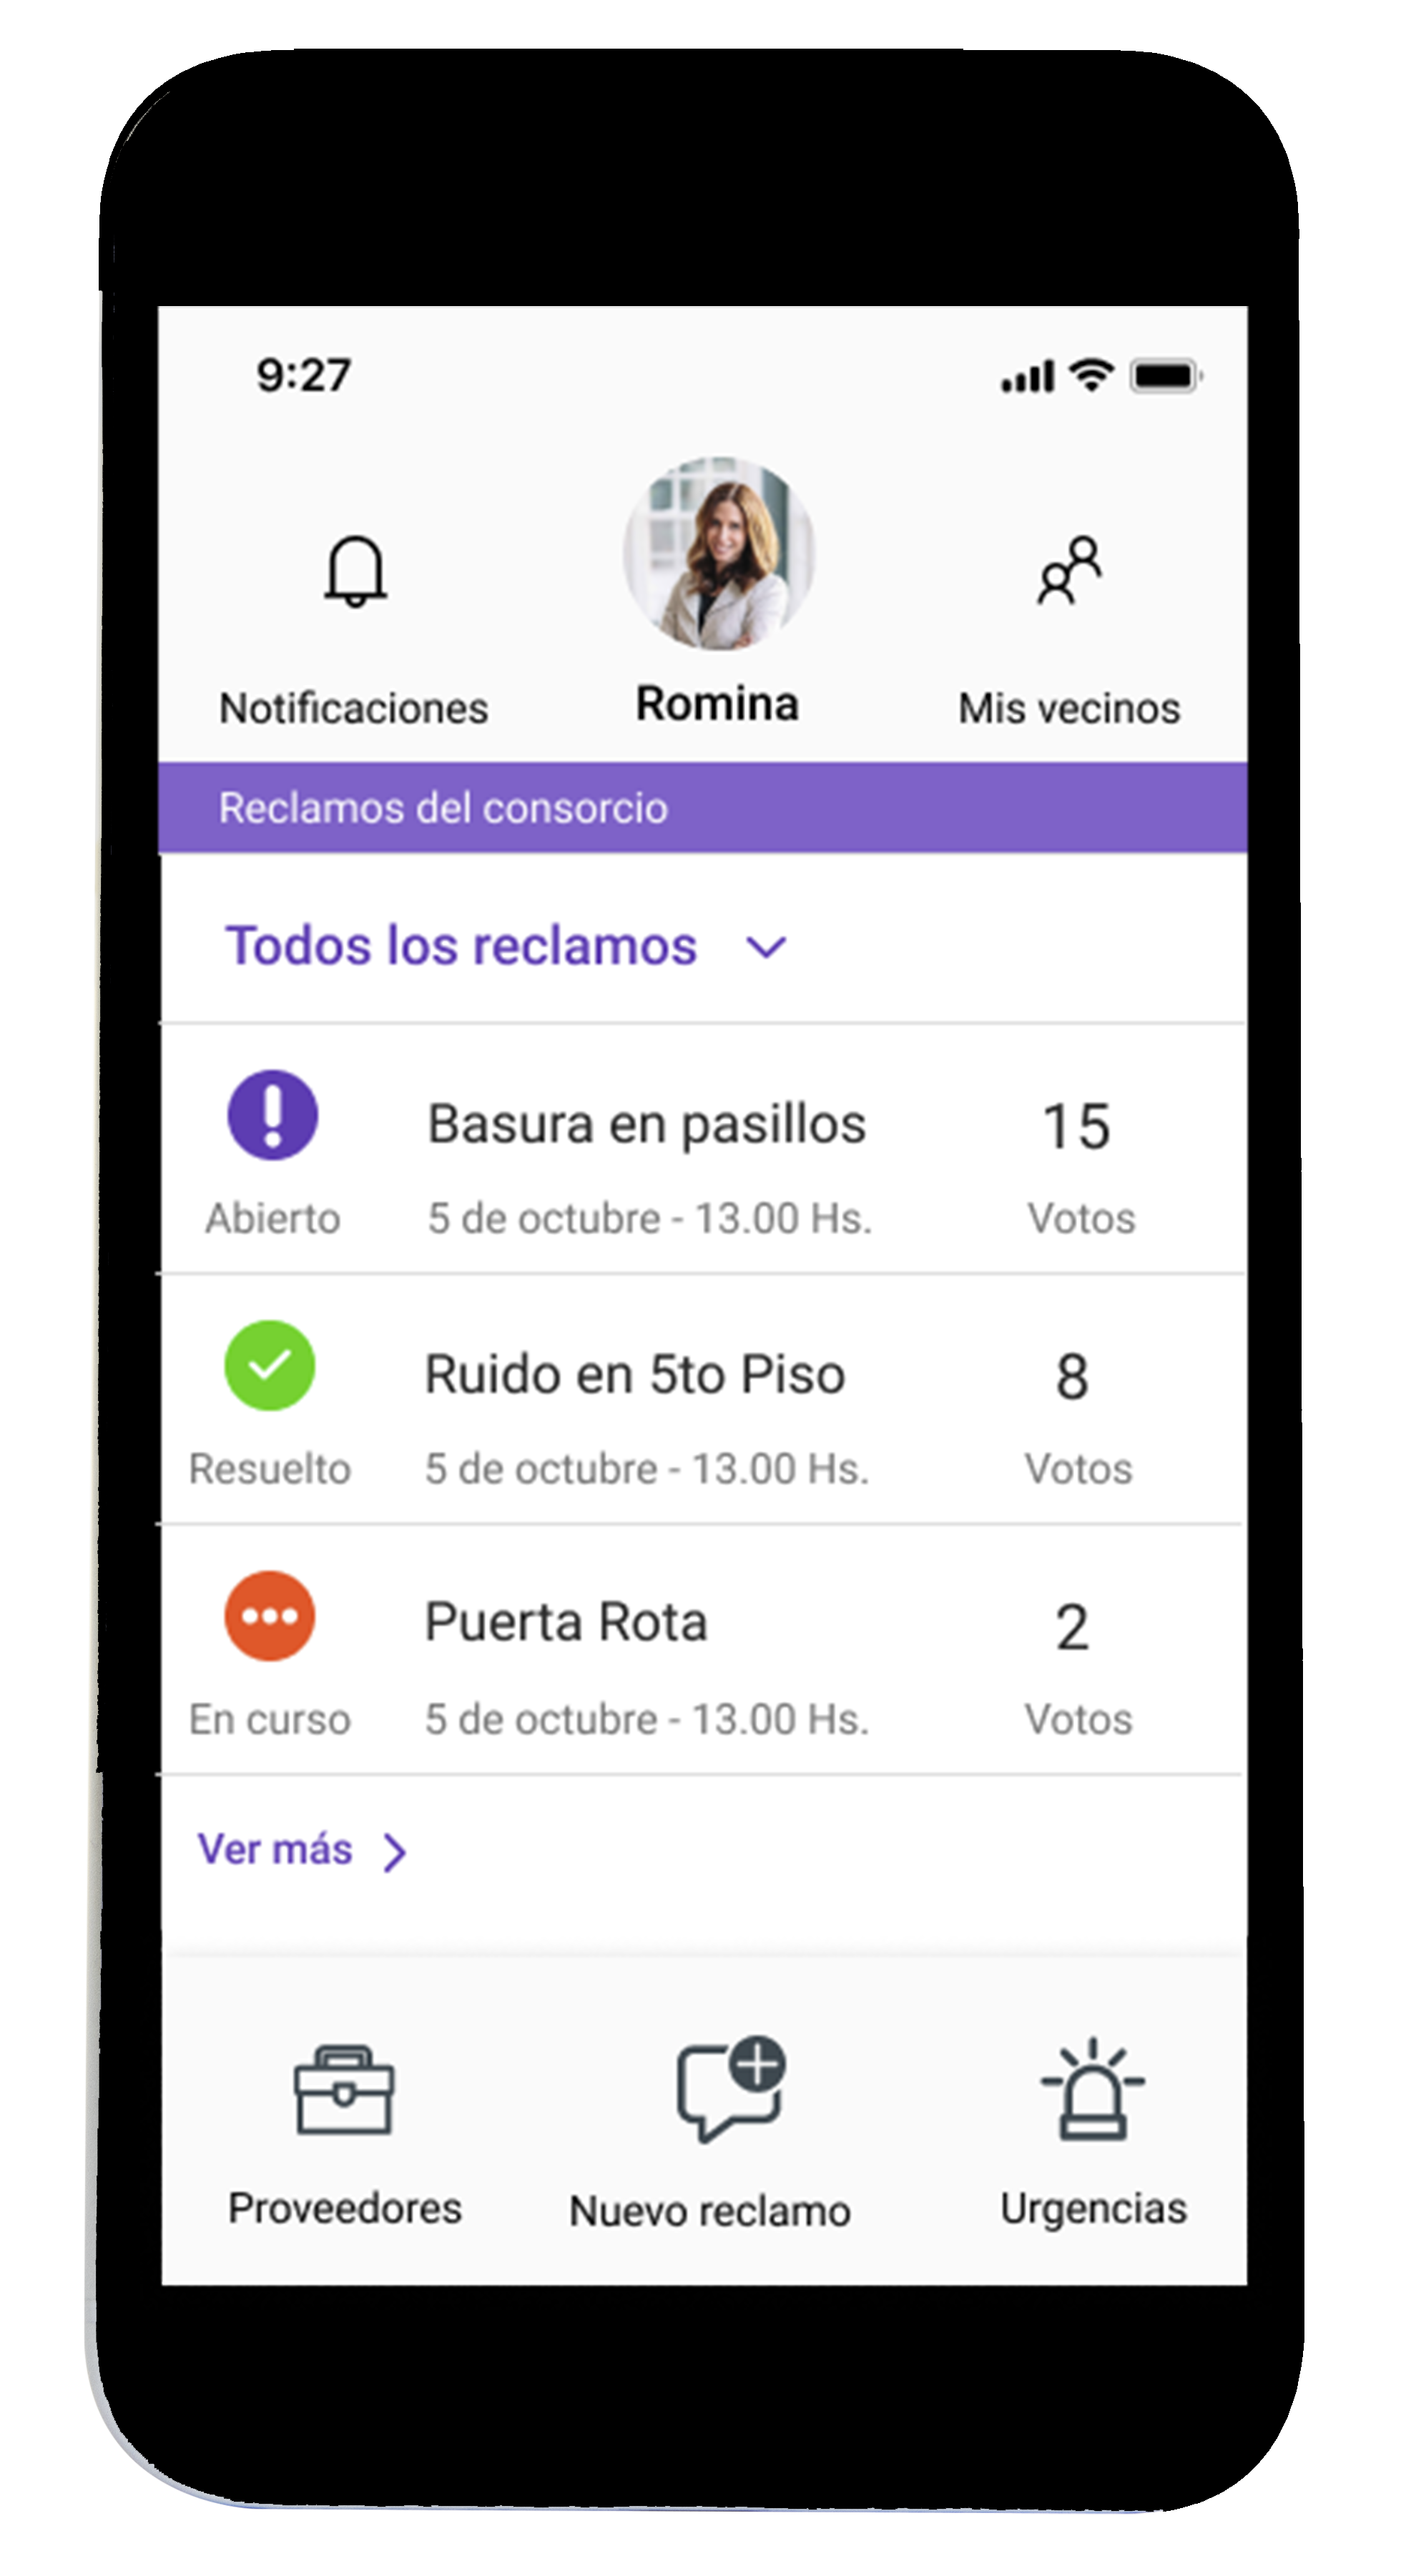 9:27
Notificaciones
Romina
Mis vecinos
Reclamos del consorcio
Todos los reclamos
Basura en pasillos 15
Abierto 5 de octubre - 13.00 Hs. Votos
Ruido en 5to Piso 8
Resuelto 5 de octubre - 13.00 Hs. Votos
Puerta Rota 2
En curso 5 de octubre - 13.00 Hs. Votos
Ver más
Proveedores
Nuevo reclamo
Urgencias